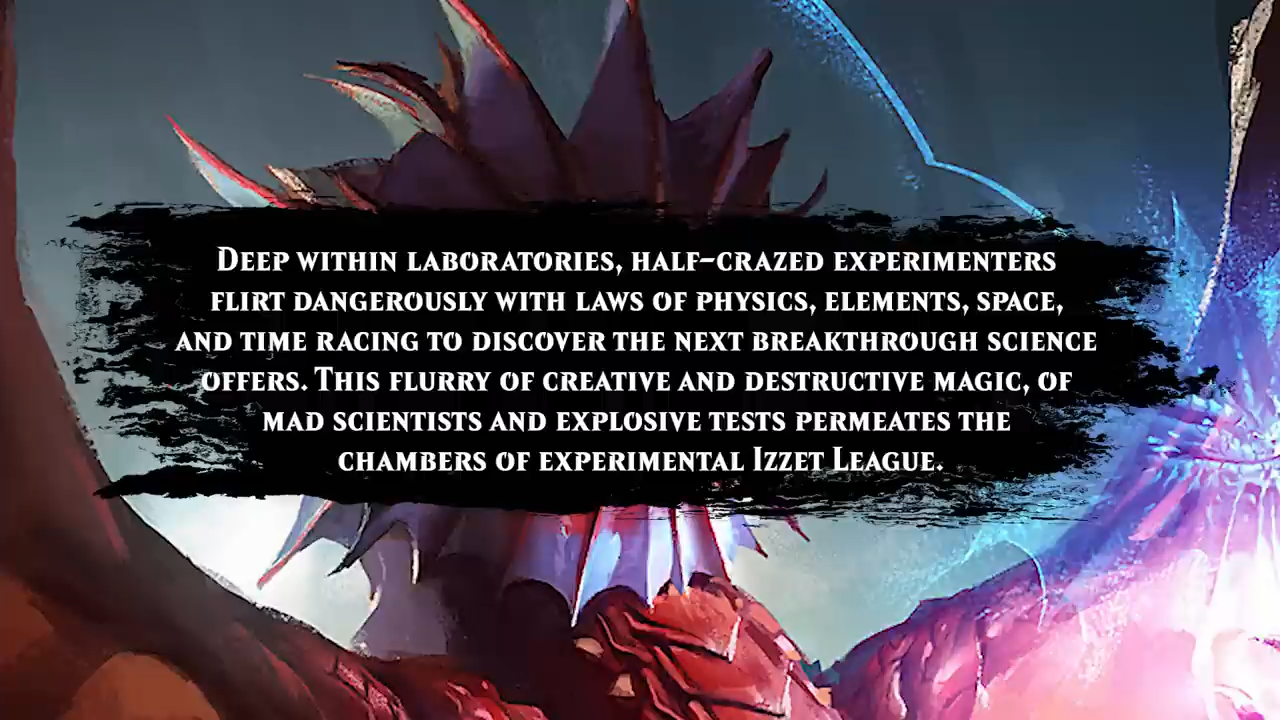 Deep within laboratories, half-crazed experimenters
flirt dangerously with laws of physics, elements, space,
and time racing to discover the next breakthrough science
offers. This flurry of creative and destructive magic, of
mad scientists and explosive tests permeates the
chambers of experimental Izzet League.